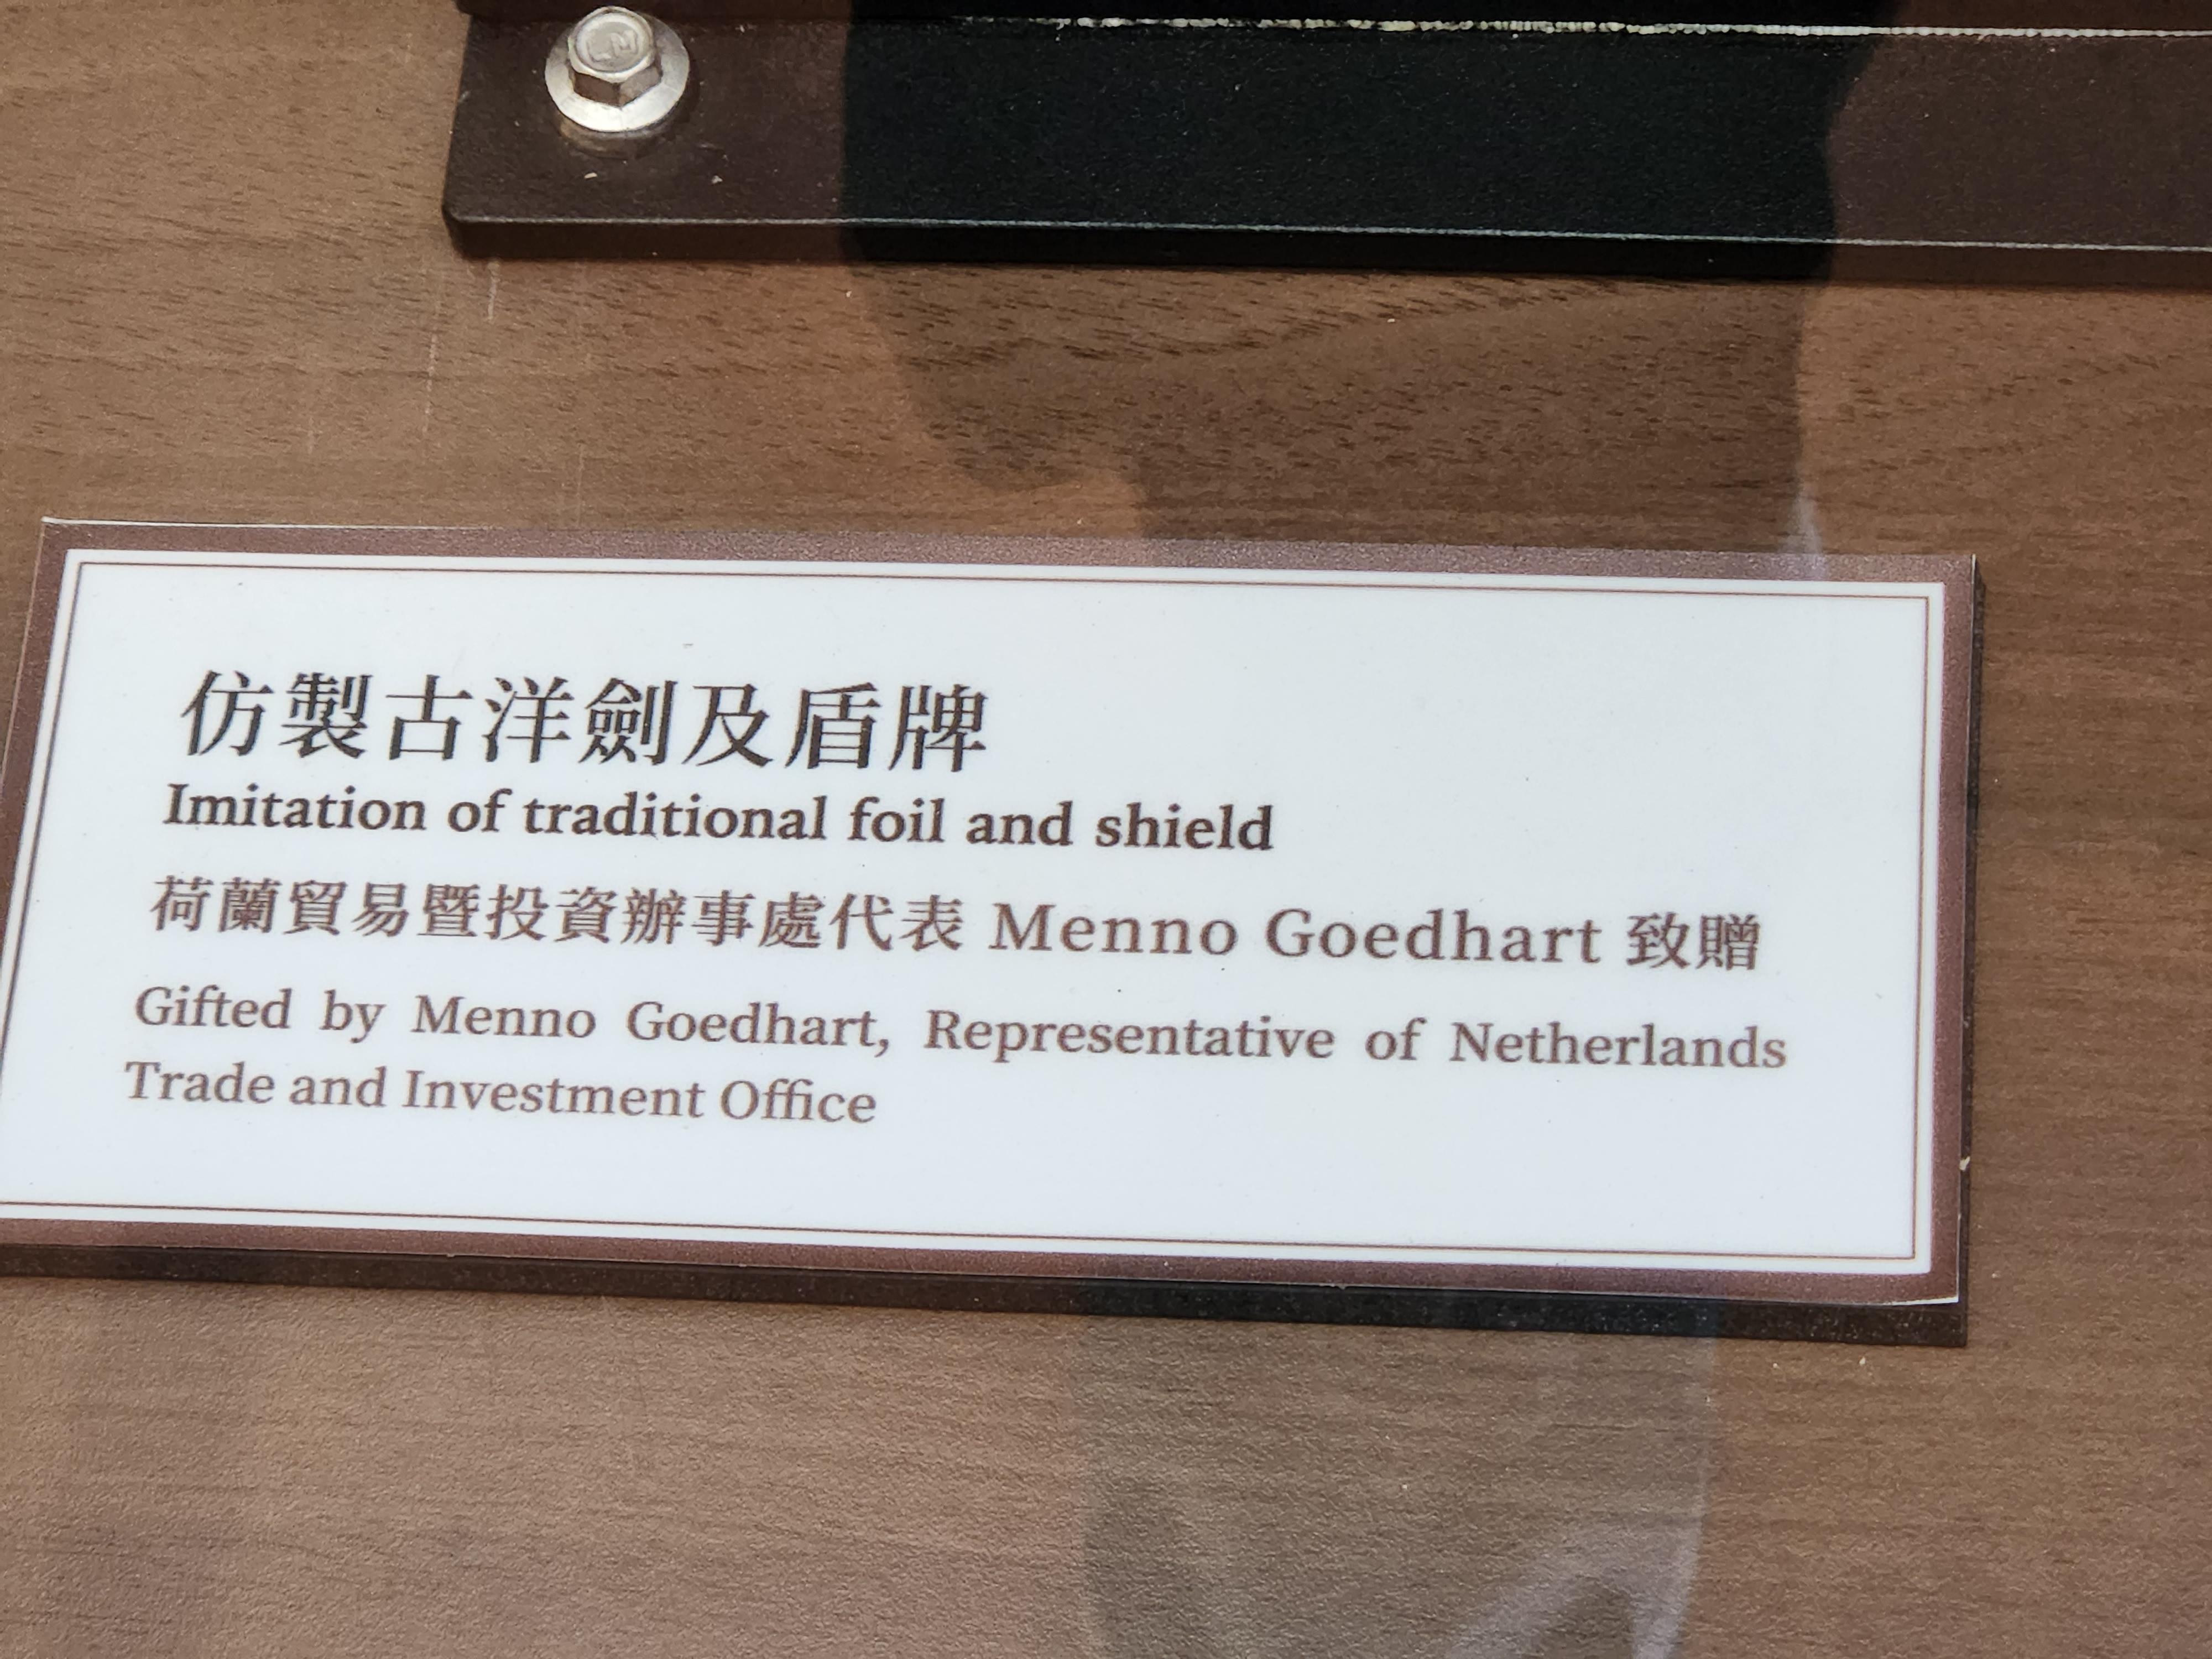 仿製古洋劍及盾牌
Imitation of traditional foil and shield
荷蘭貿易暨投資辦事處代表 Menno Goedhart 致贈
Gifted by Menno Goedhart, Representative of Netherlands
Trade and Investment Office